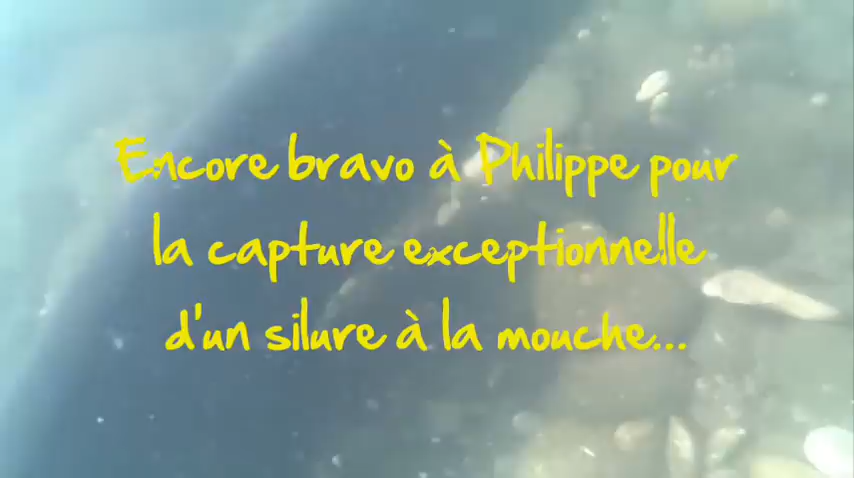 Encore bravo à Philippe pour
la capture exceptionnelle
d'un silure à la mouche...